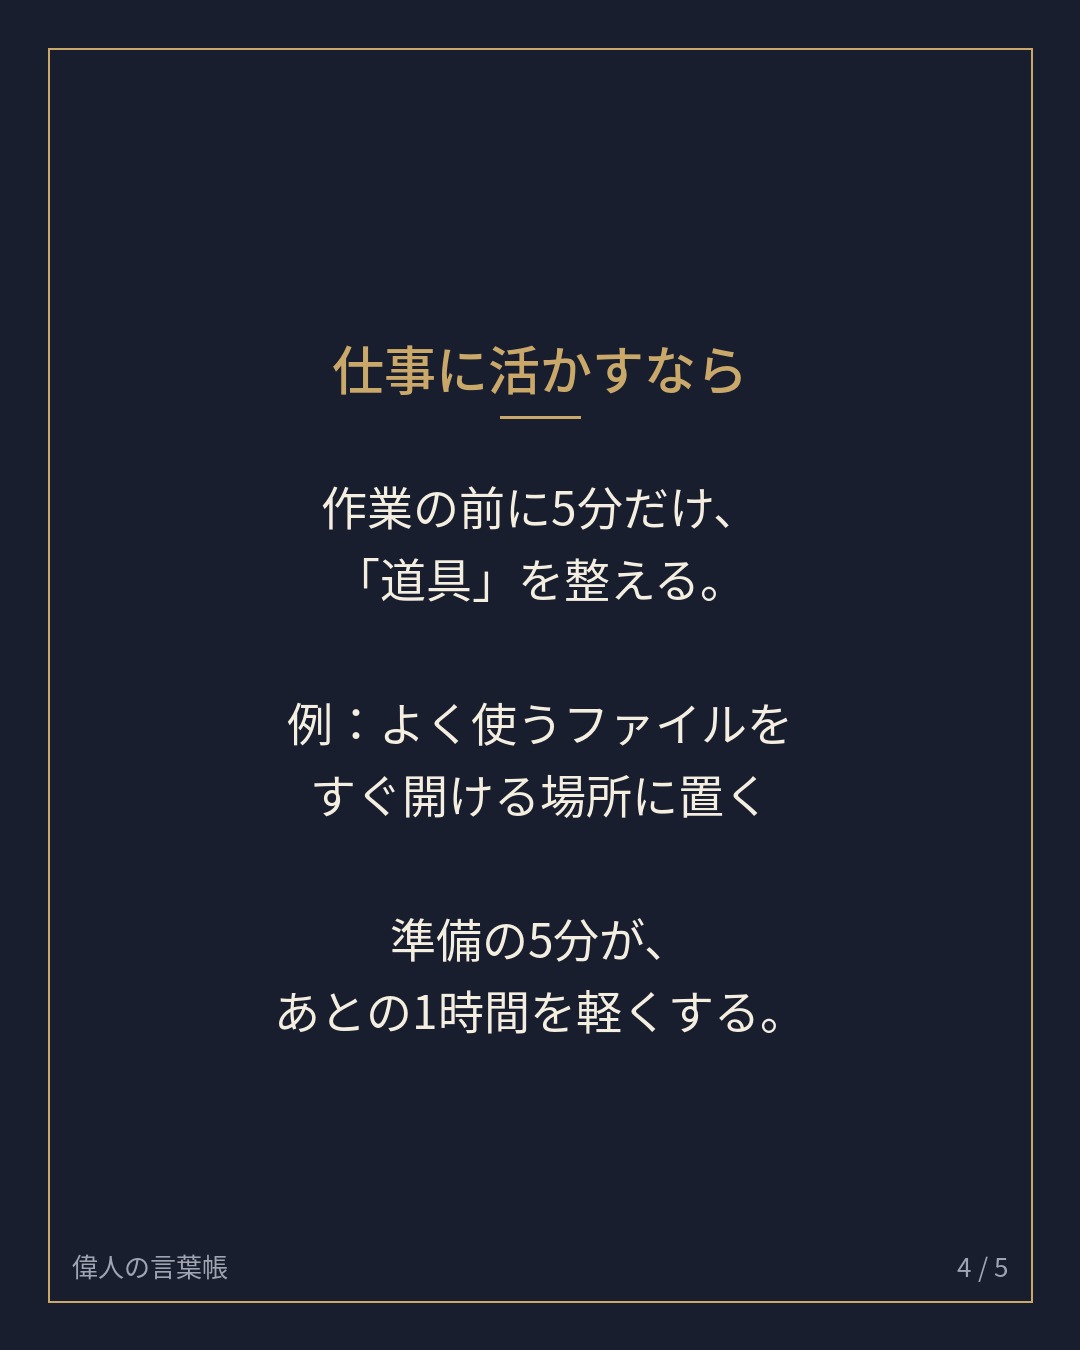 仕事に活かすなら
作業の前に5分だけ、
「道具」を整える。
例：よく使うファイルを
すぐ開ける場所に置く
準備の5分が、
あとの1時間を軽くする。
偉人の言葉帳
4 / 5